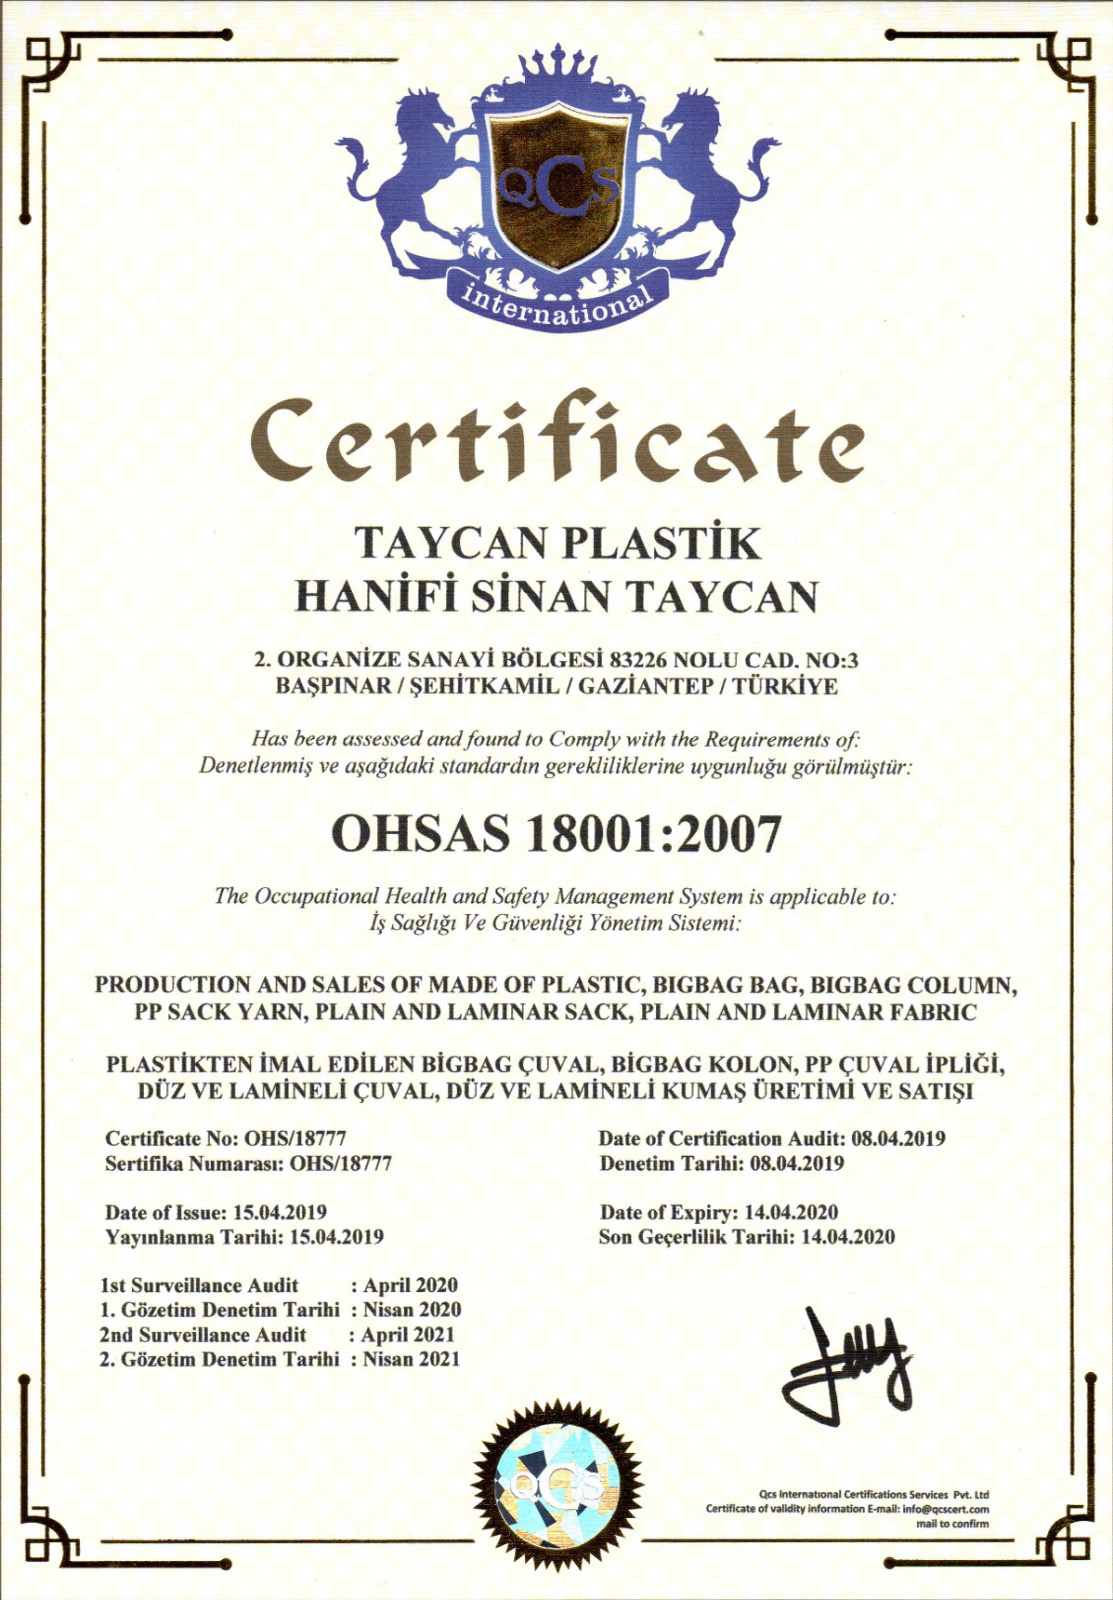 QCS
international
Certificate
TAYCAN PLASTİK
HANİFİ SİNAN TAYCAN
2. ORGANİZE SANAYİ BÖLGESİ 83226 NOLU CAD. NO:3
BAŞPINAR / ŞEHİTKAMİL / GAZİANTEP / TÜRKİYE
Has been assessed and found to Comply with the Requirements of:
Denetlenmiş ve aşağıdaki standardın gerekliliklerine uygunluğu görülmüştür:
OHSAS 18001:2007
The Occupational Health and Safety Management System is applicable to:
İş Sağlığı Ve Güvenliği Yönetim Sistemi:
PRODUCTION AND SALES OF MADE OF PLASTIC, BIGBAG BAG, BIGBAG COLUMN,
PP SACK YARN, PLAIN AND LAMINAR SACK, PLAIN AND LAMINAR FABRIC
PLASTİKTEN İMAL EDİLEN BİGBAG ÇUVAL, BİGBAG KOLON, PP ÇUVAL İPLİĞİ,
DÜZ VE LAMİNELİ ÇUVAL, DÜZ VE LAMİNELİ KUMAŞ ÜRETİMİ VE SATIŞI
Certificate No: OHS/18777
Sertifika Numarası: OHS/18777
Date of Certification Audit: 08.04.2019
Denetim Tarihi: 08.04.2019
Date of Issue: 15.04.2019
Yayınlanma Tarihi: 15.04.2019
Date of Expiry: 14.04.2020
Son Geçerlilik Tarihi: 14.04.2020
1st Surveillance Audit : April 2020
1. Gözetim Denetim Tarihi : Nisan 2020
2nd Surveillance Audit : April 2021
2. Gözetim Denetim Tarihi : Nisan 2021
QCS
Qcs International Certifications Services Pvt. Ltd
Certificate of validity information E-mail: info@qcscert.com
mail to confirm